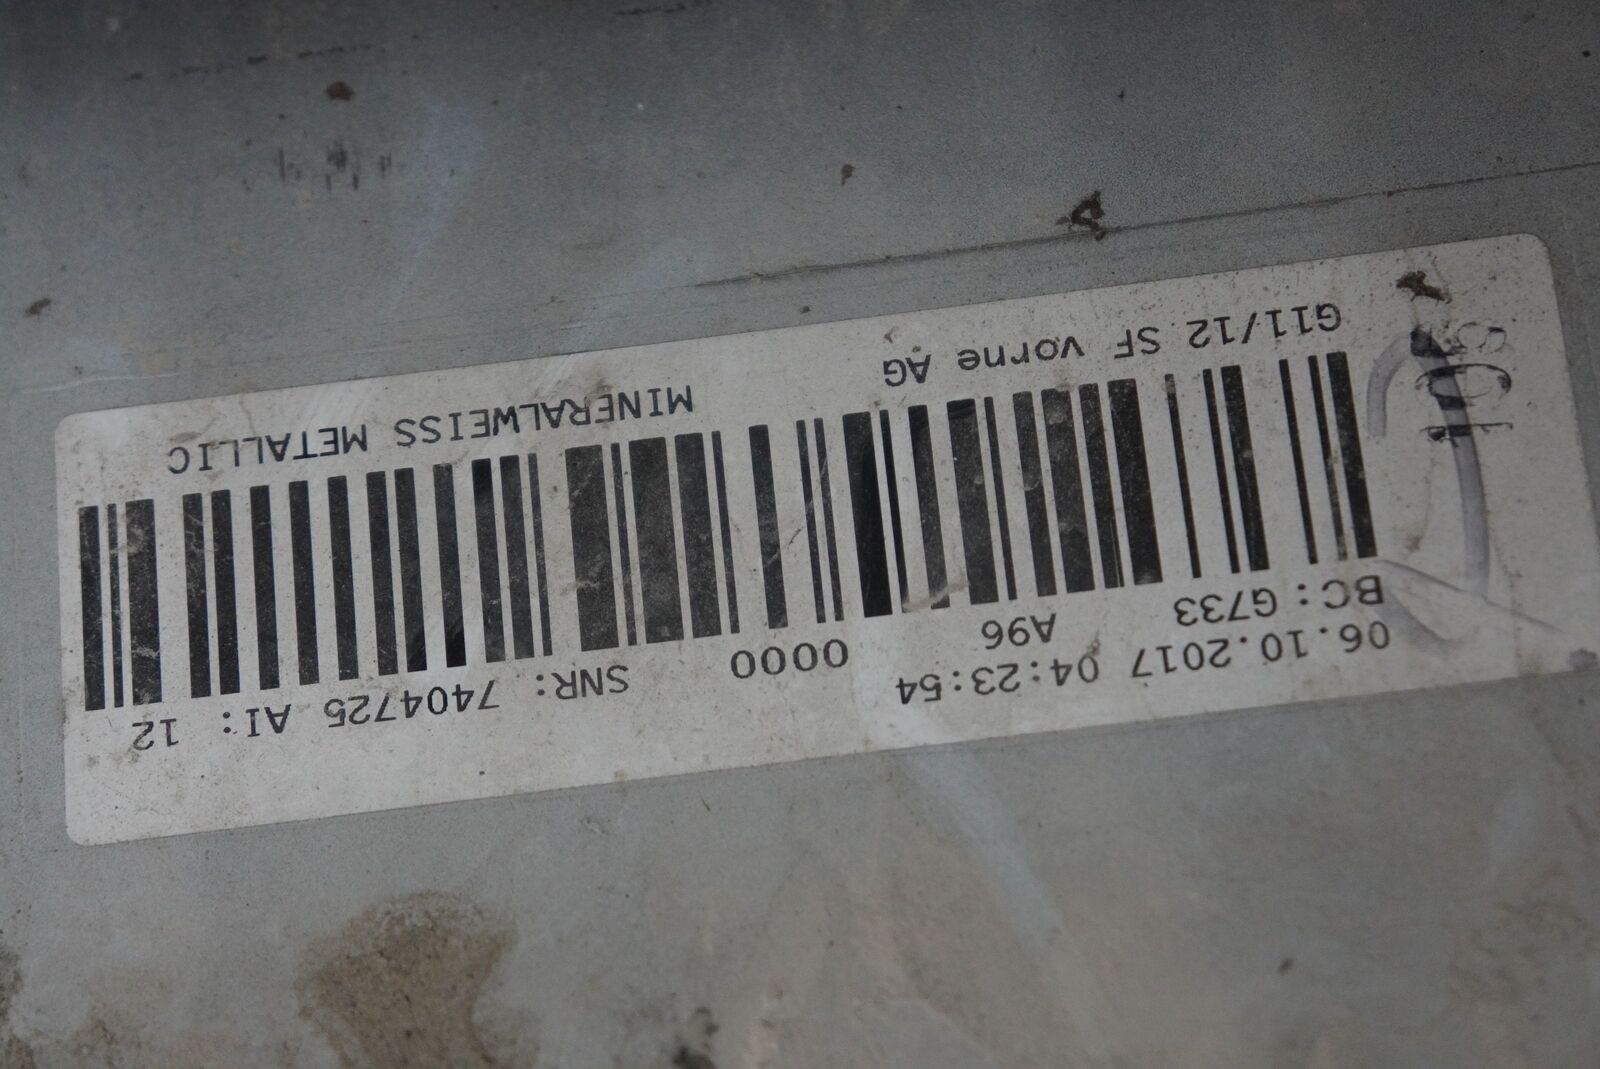 06.10.2017 04:23:54
BC: G733 A96 0000 SNR: 7404725 AI: 12
G11/12 SF vorne AG MINERALWEISS METALLIC